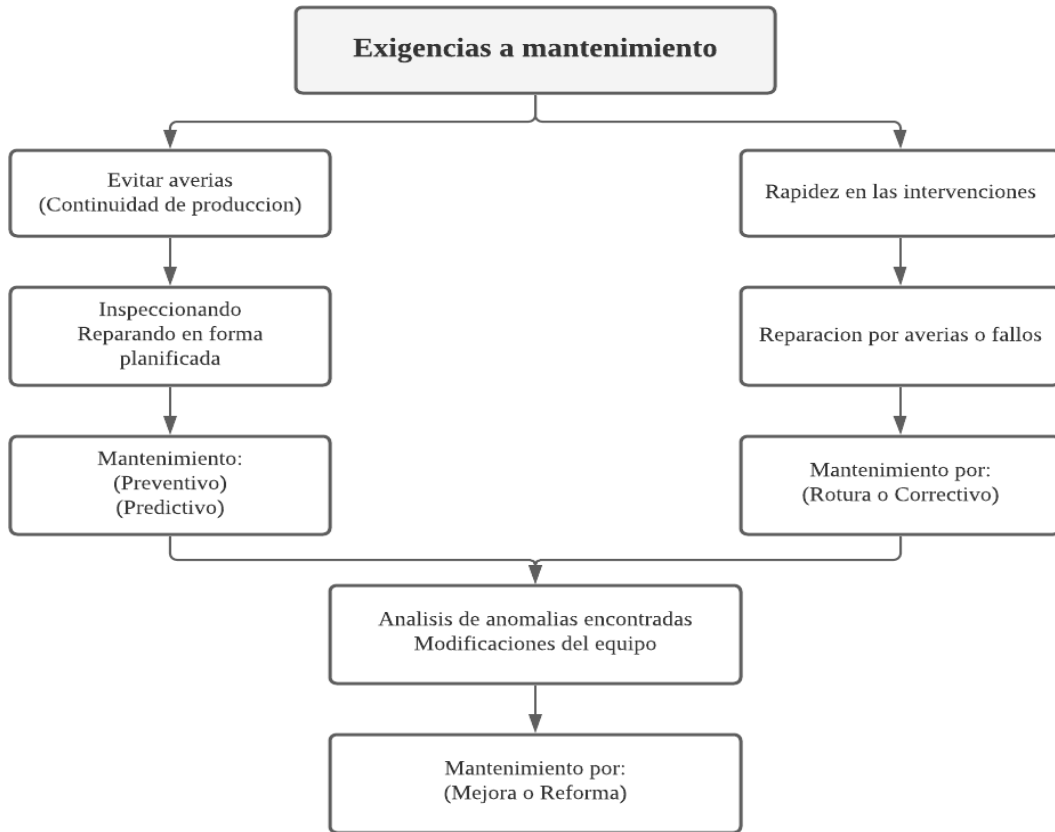 Exigencias a mantenimiento
Evitar averias
(Continuidad de produccion)
Rapidez en las intervenciones
Inspeccionando
Reparando en forma
planificada
Reparacion por averias o fallos
Mantenimiento:
(Preventivo)
(Predictivo)
Mantenimiento por:
(Rotura o Correctivo)
Analisis de anomalias encontradas
Modificaciones del equipo
Mantenimiento por:
(Mejora o Reforma)